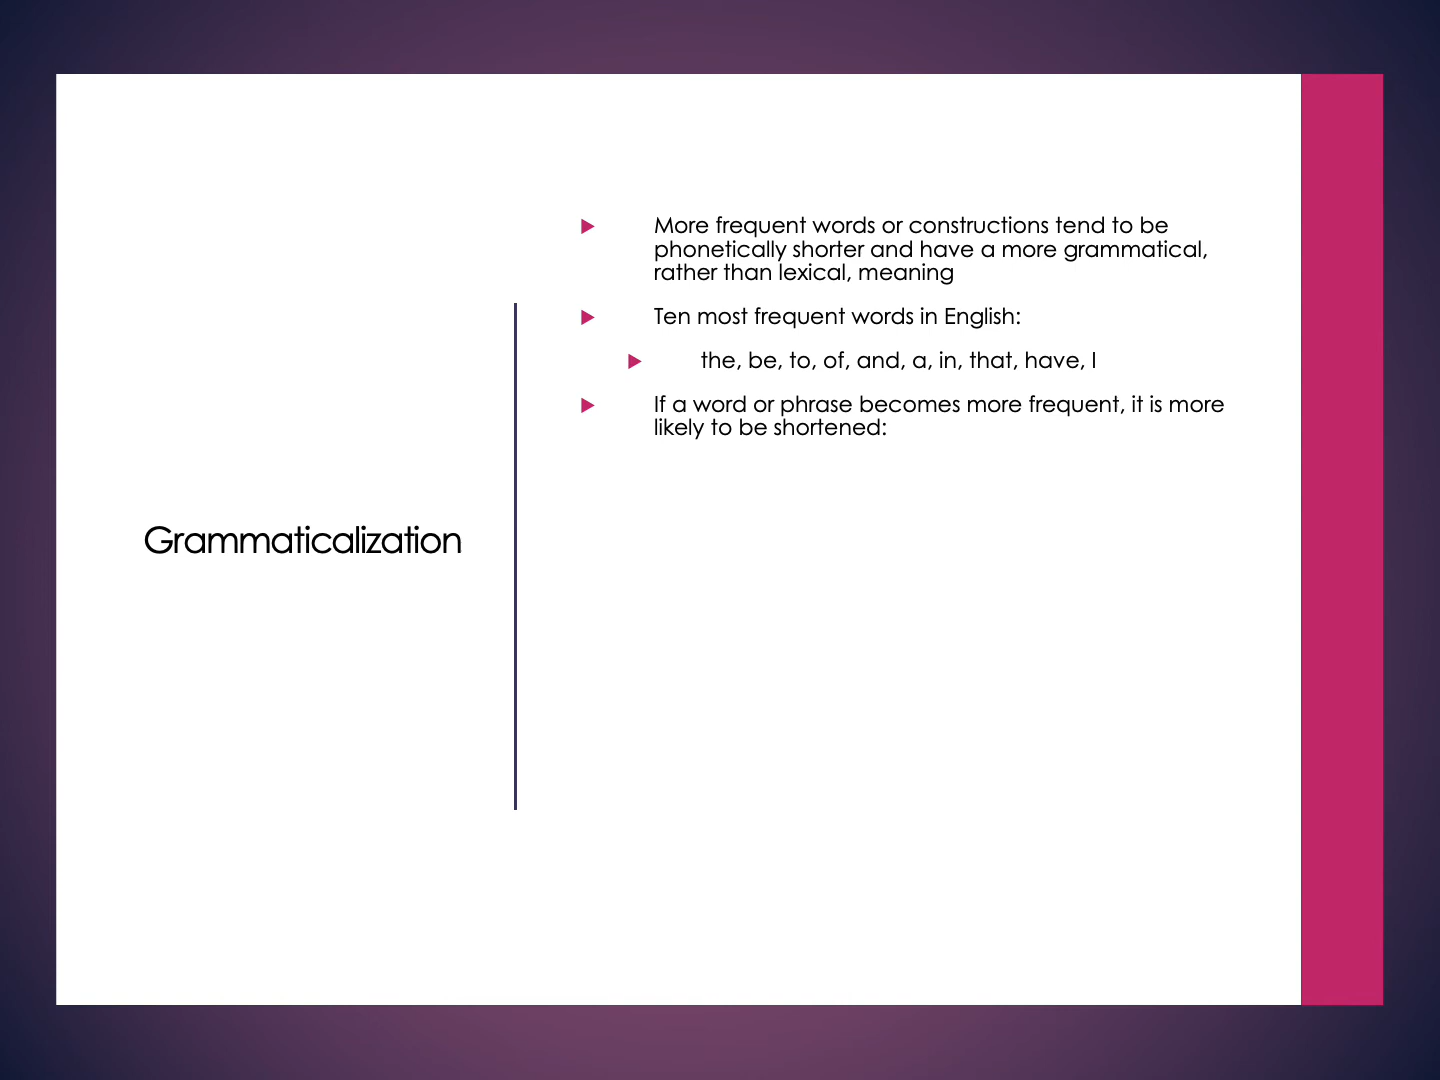 Grammaticalization
More frequent words or constructions tend to be
phonetically shorter and have a more grammatical,
rather than lexical, meaning
Ten most frequent words in English:
the, be, to, of, and, a, in, that, have, I
If a word or phrase becomes more frequent, it is more
likely to be shortened: